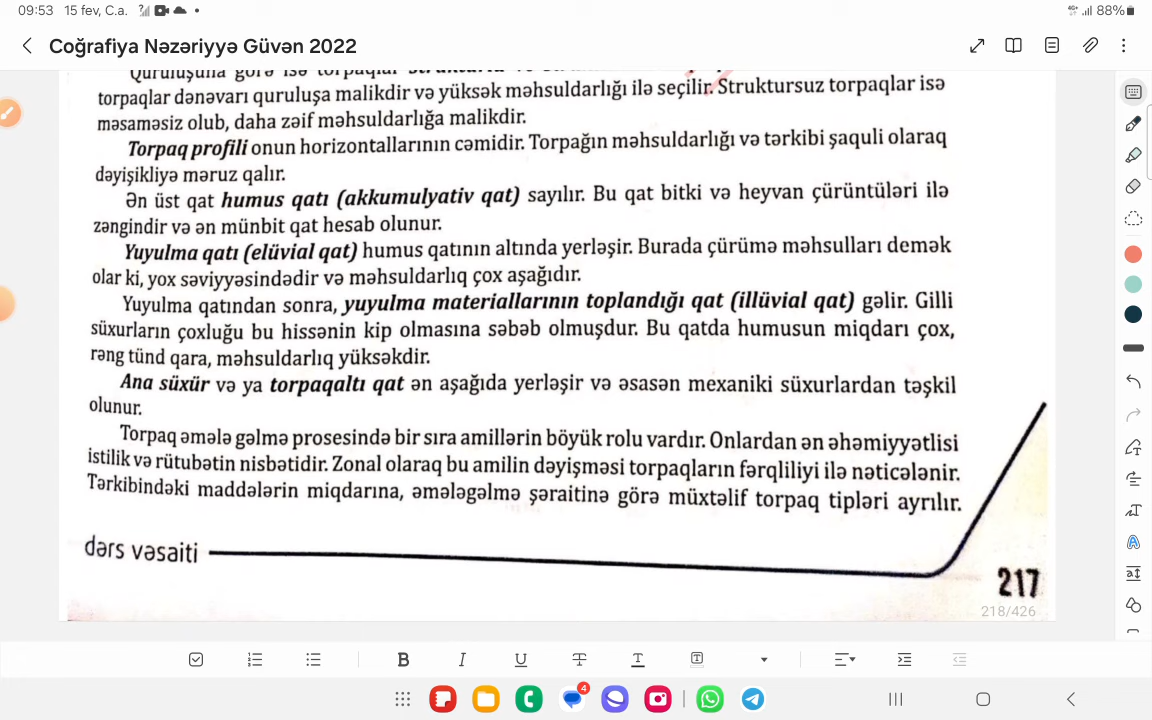 09:53 15 fev, C.a.
4G+ 88%
Coğrafiya Nəzəriyyə Güvən 2022
Quruluşuna görə isə torpaqlar
torpaqlar dənəvarı quruluşa malikdir və yüksək məhsuldarlığı ilə seçilir. Struktursuz torpaqlar isə
məsaməsiz olub, daha zəif məhsuldarlığa malikdir.
Torpaq profili onun horizontallarının cəmidir. Torpağın məhsuldarlığı və tərkibi şaquli olaraq
dəyişikliyə məruz qalır.
Ən üst qat humus qatı (akkumulyativ qat) sayılır. Bu qat bitki və heyvan çürüntüləri ilə
zəngindir və ən münbit qat hesab olunur.
Yuyulma qatı (elüvial qat) humus qatının altında yerləşir. Burada çürümə məhsulları demək
olar ki, yox səviyyəsindədir və məhsuldarlıq çox aşağıdır.
Yuyulma qatından sonra, yuyulma materiallarının toplandığı qat (illüvial qat) gəlir. Gilli
süxurların çoxluğu bu hissənin kip olmasına səbəb olmuşdur. Bu qatda humusun miqdarı çox,
rəng tünd qara, məhsuldarlıq yüksəkdir.
Ana süxür və ya torpaqaltı qat ən aşağıda yerləşir və əsasən mexaniki süxurlardan təşkil
olunur.
Torpaq əmələ gəlmə prosesində bir sıra amillərin böyük rolu vardır. Onlardan ən əhəmiyyətlisi
istilik və rütubətin nisbətidir. Zonal olaraq bu amilin dəyişməsi torpaqların fərqliliyi ilə nəticələnir.
Tərkibindəki maddələrin miqdarına, əmələgəlmə şəraitinə görə müxtəlif torpaq tipləri ayrılır.
dərs vəsaiti
217
218/426
B I U T T T
4